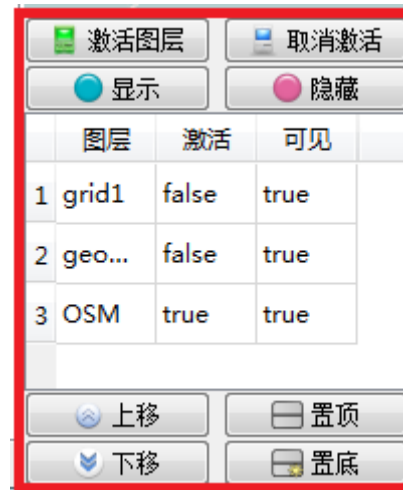 激活图层 取消激活
显示 隐藏
图层 激活 可见
1 grid1 false true
2 geo... false true
3 OSM true true
上移 置顶
下移 置底